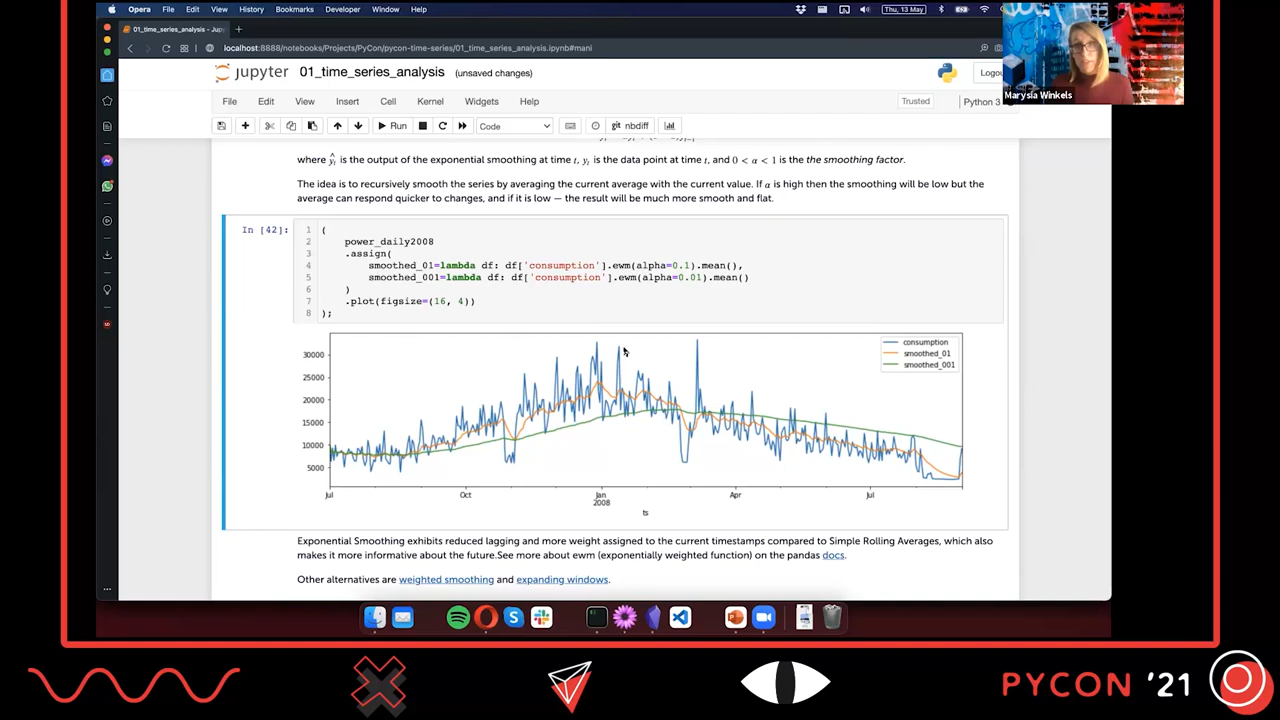 Opera File Edit View History Bookmarks Developer Window Help Thu, 13 May
01_time_series_analysis - Jup
localhost:8888/notebooks/Projects/PyCon/pycon-time-series/01_time_series_analysis.ipynb#mani
jupyter 01_time_series_analysis (unsaved changes)
Logou
Marysia Winkels
File Edit View Insert Cell Kernel Widgets Help
Trusted
Python 3
Run
Code
git nbdiff
where ŷt is the output of the exponential smoothing at time t, yt is the data point at time t, and 0 < α < 1 is the the smoothing factor.
The idea is to recursively smooth the series by averaging the current average with the current value. If α is high then the smoothing will be low but the
average can respond quicker to changes, and if it is low — the result will be much more smooth and flat.
In [42]:
1 (
2 power_daily2008
3 .assign(
4 smoothed_01=lambda df: df['consumption'].ewm(alpha=0.1).mean(),
5 smoothed_001=lambda df: df['consumption'].ewm(alpha=0.01).mean()
6 )
7 .plot(figsize=(16, 4))
8 );
consumption
smoothed_01
smoothed_001
30000
25000
20000
15000
10000
5000
Jul Oct Jan Apr Jul
2008
ts
Exponential Smoothing exhibits reduced lagging and more weight assigned to the current timestamps compared to Simple Rolling Averages, which also
makes it more informative about the future.See more about ewm (exponentially weighted function) on the pandas docs.
Other alternatives are weighted smoothing and expanding windows.
PYCON '21